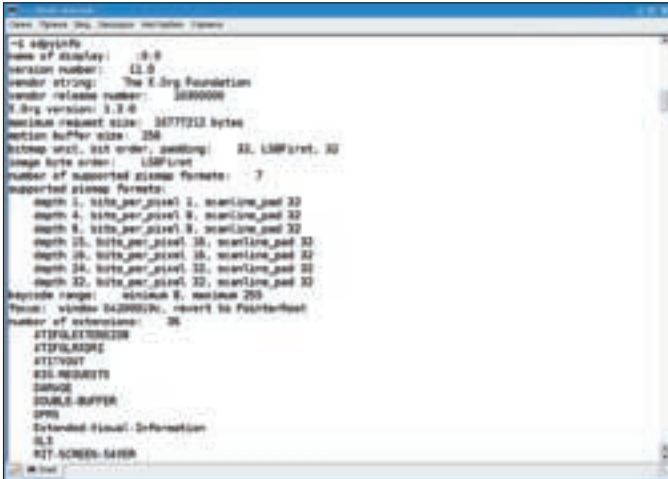 ~$ xdpyinfo
name of display: :0.0
version number: 11.0
vendor string: The X.Org Foundation
vendor release number: 10300000
X.Org version: 1.3.0
maximum request size: 16777212 bytes
motion buffer size: 256
bitmap unit, bit order, padding: 32, LSBFirst, 32
image byte order: LSBFirst
number of supported pixmap formats: 7
supported pixmap formats:
depth 1, bits_per_pixel 1, scanline_pad 32
depth 4, bits_per_pixel 8, scanline_pad 32
depth 8, bits_per_pixel 8, scanline_pad 32
depth 15, bits_per_pixel 16, scanline_pad 32
depth 16, bits_per_pixel 16, scanline_pad 32
depth 24, bits_per_pixel 32, scanline_pad 32
depth 32, bits_per_pixel 32, scanline_pad 32
keycode range: minimum 8, maximum 255
focus: window revert to PointerRoot
number of extensions:
ATIFGLEXTENSION
ATIFGLRXDRI
ATITVOUT
BIG-REQUESTS
DAMAGE
DOUBLE-BUFFER
DPMS
Extended-Visual-Information
GLX
MIT-SCREEN-SAVER